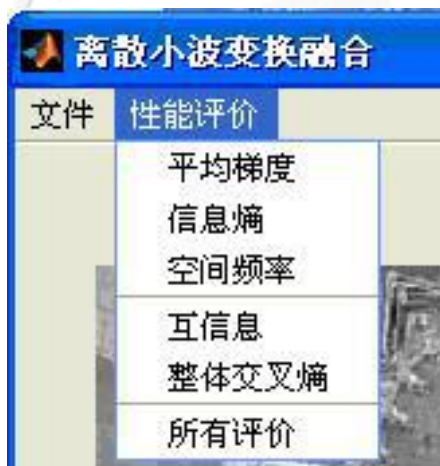 离散小波变换融合
文件 性能评价
平均梯度
信息熵
空间频率
互信息
整体交叉熵
所有评价